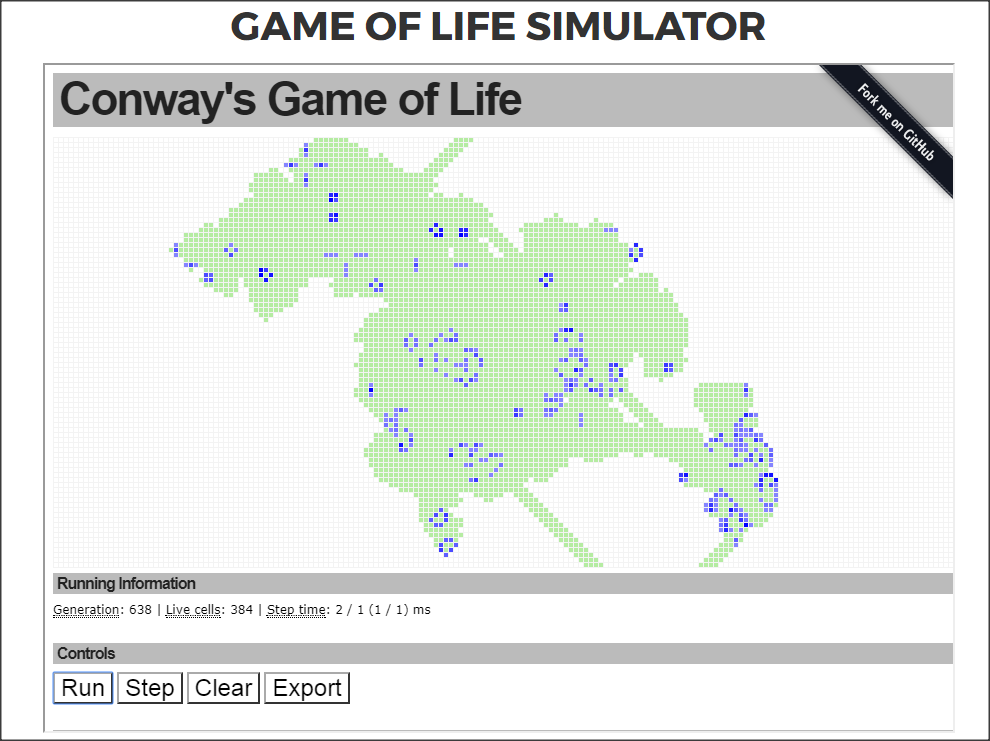 GAME OF LIFE SIMULATOR
Conway's Game of Life
Fork me on GitHub
Running Information
Generation: 638 | Live cells: 384 | Step time: 2 / 1 (1 / 1) ms
Controls
Run Step Clear Export